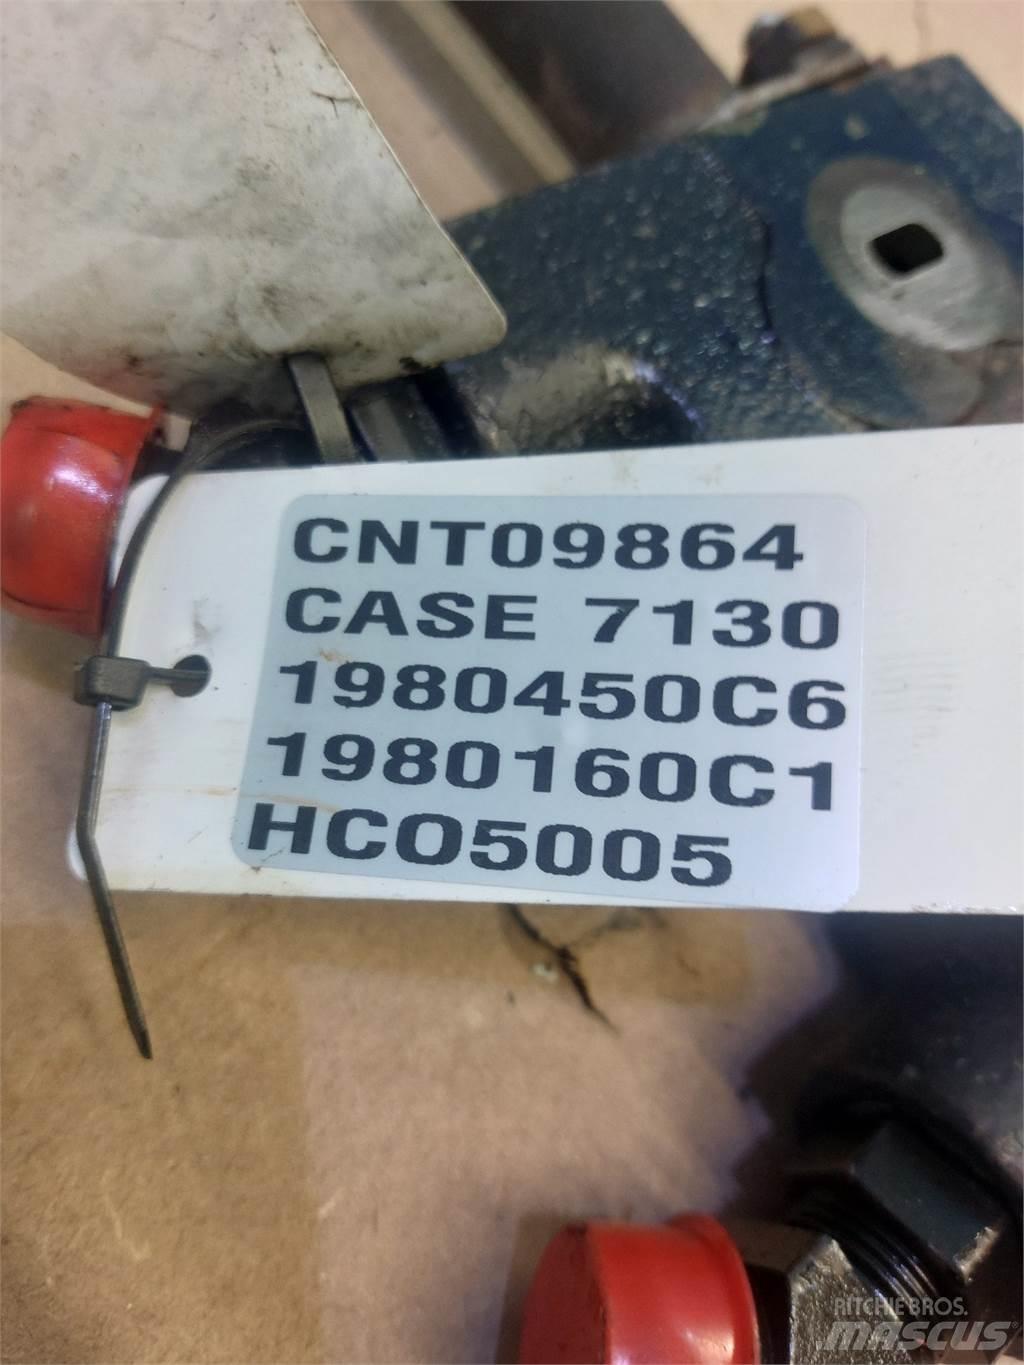 CNT09864
CASE 7130
1980450C6
1980160C1
HCO5005
RITCHIE BROS.
MASCUS